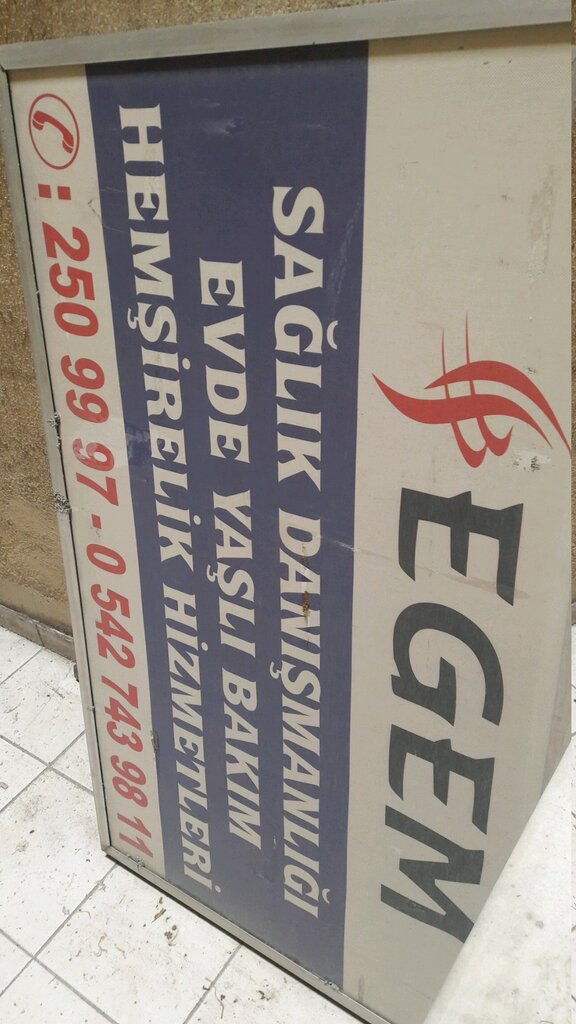 EGEM
SAĞLIK DANIŞMANLIĞI
EVDE YAŞLI BAKIM
HEMŞİRELİK HİZMETLERİ
: 250 99 97 - 0 542 743 98 11